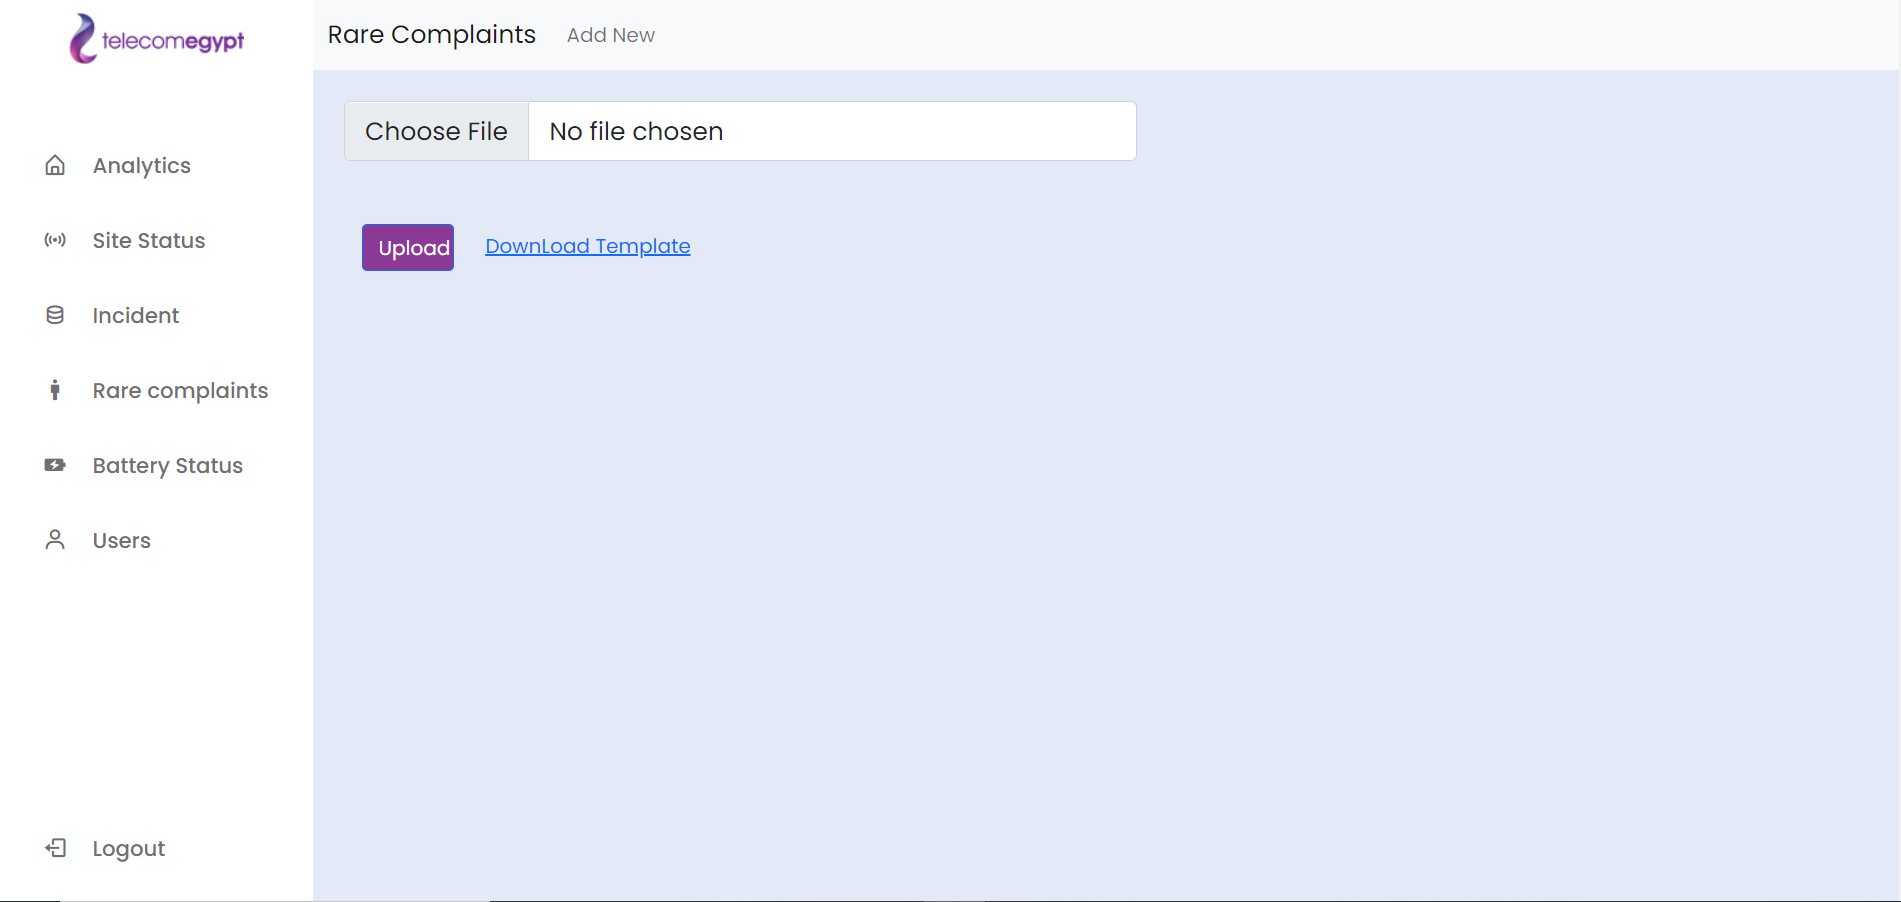 telecomegypt
Rare Complaints Add New
Choose File No file chosen
Upload DownLoad Template
Analytics
Site Status
Incident
Rare complaints
Battery Status
Users
Logout